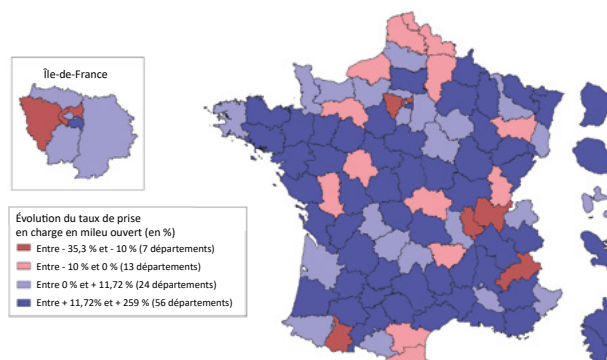 Île-de-France
Évolution du taux de prise
en charge en milieu ouvert (en %)
Entre - 35,3 % et - 10 % (7 départements)
Entre - 10 % et 0 % (13 départements)
Entre 0 % et + 11,72 % (24 départements)
Entre + 11,72% et + 259 % (56 départements)